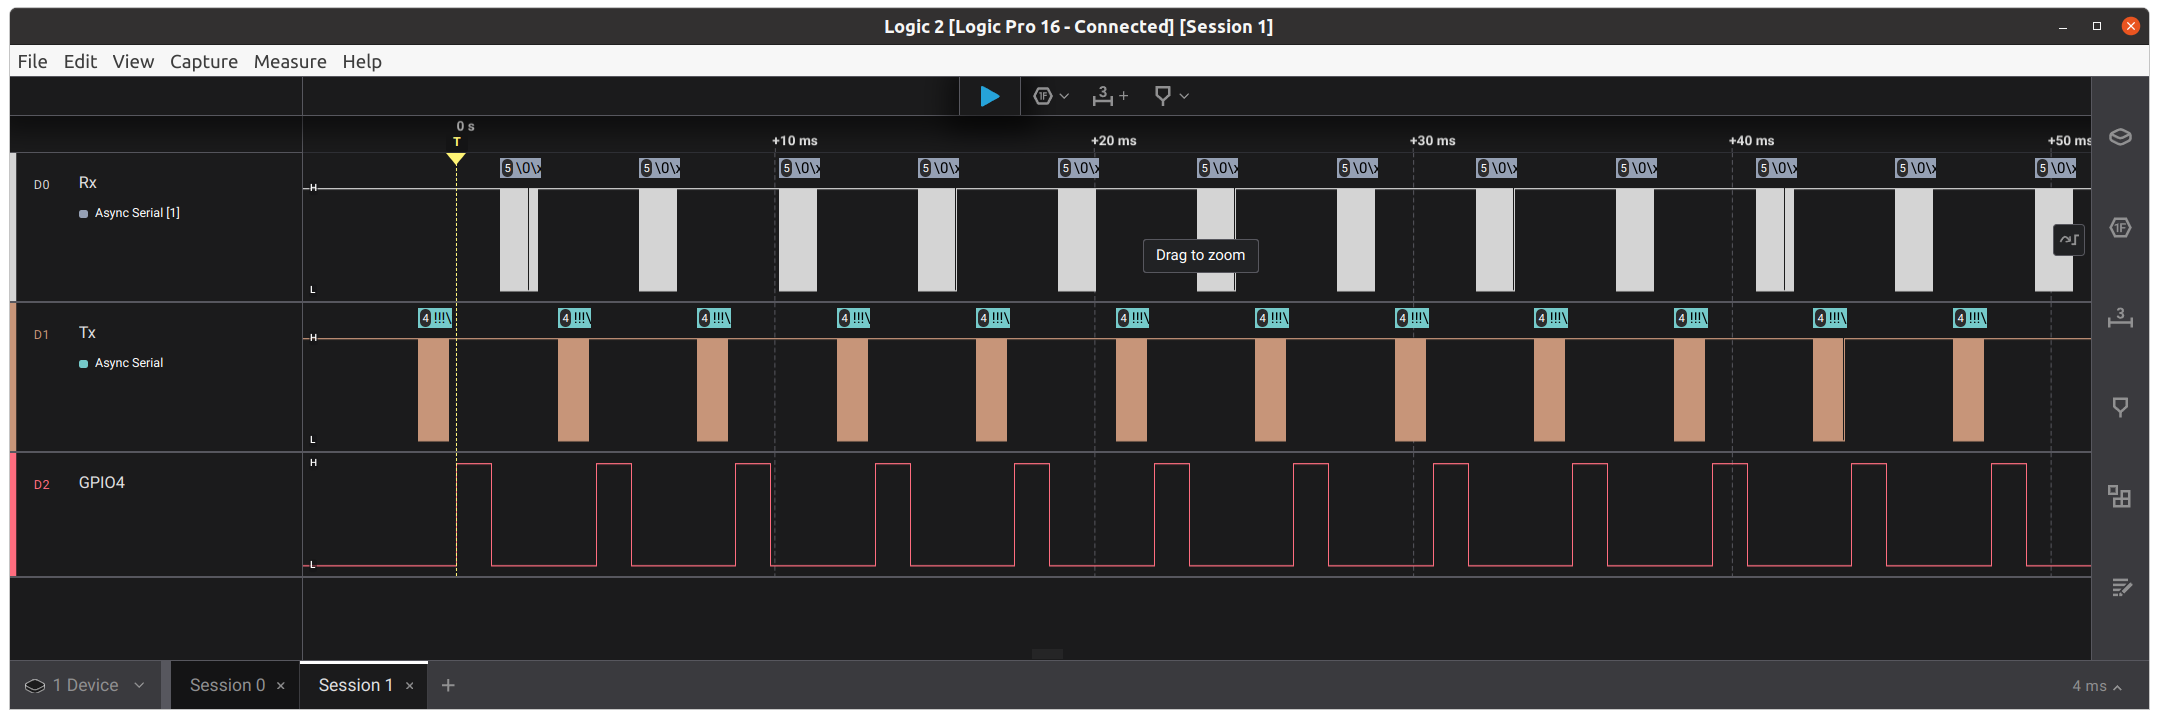 Logic 2 [Logic Pro 16 - Connected] [Session 1]
File Edit View Capture Measure Help
1F 3 +
0 s
T
+10 ms +20 ms +30 ms +40 ms +50 ms
D0 Rx H
5 \0\x 5 \0\x 5 \0\x 5 \0\x 5 \0\x 5 \0\x 5 \0\x 5 \0\x 5 \0\x 5 \0\x 5 \0\x 5 \0\x
Async Serial [1]
1F
Drag to zoom
L
3
D1 Tx H
4 !!!\ 4 !!!\ 4 !!!\ 4 !!!\ 4 !!!\ 4 !!!\ 4 !!!\ 4 !!!\ 4 !!!\ 4 !!!\ 4 !!!\ 4 !!!\
Async Serial
L
D2 GPIO4 H
L
1 Device Session 0 × Session 1 × + 4 ms